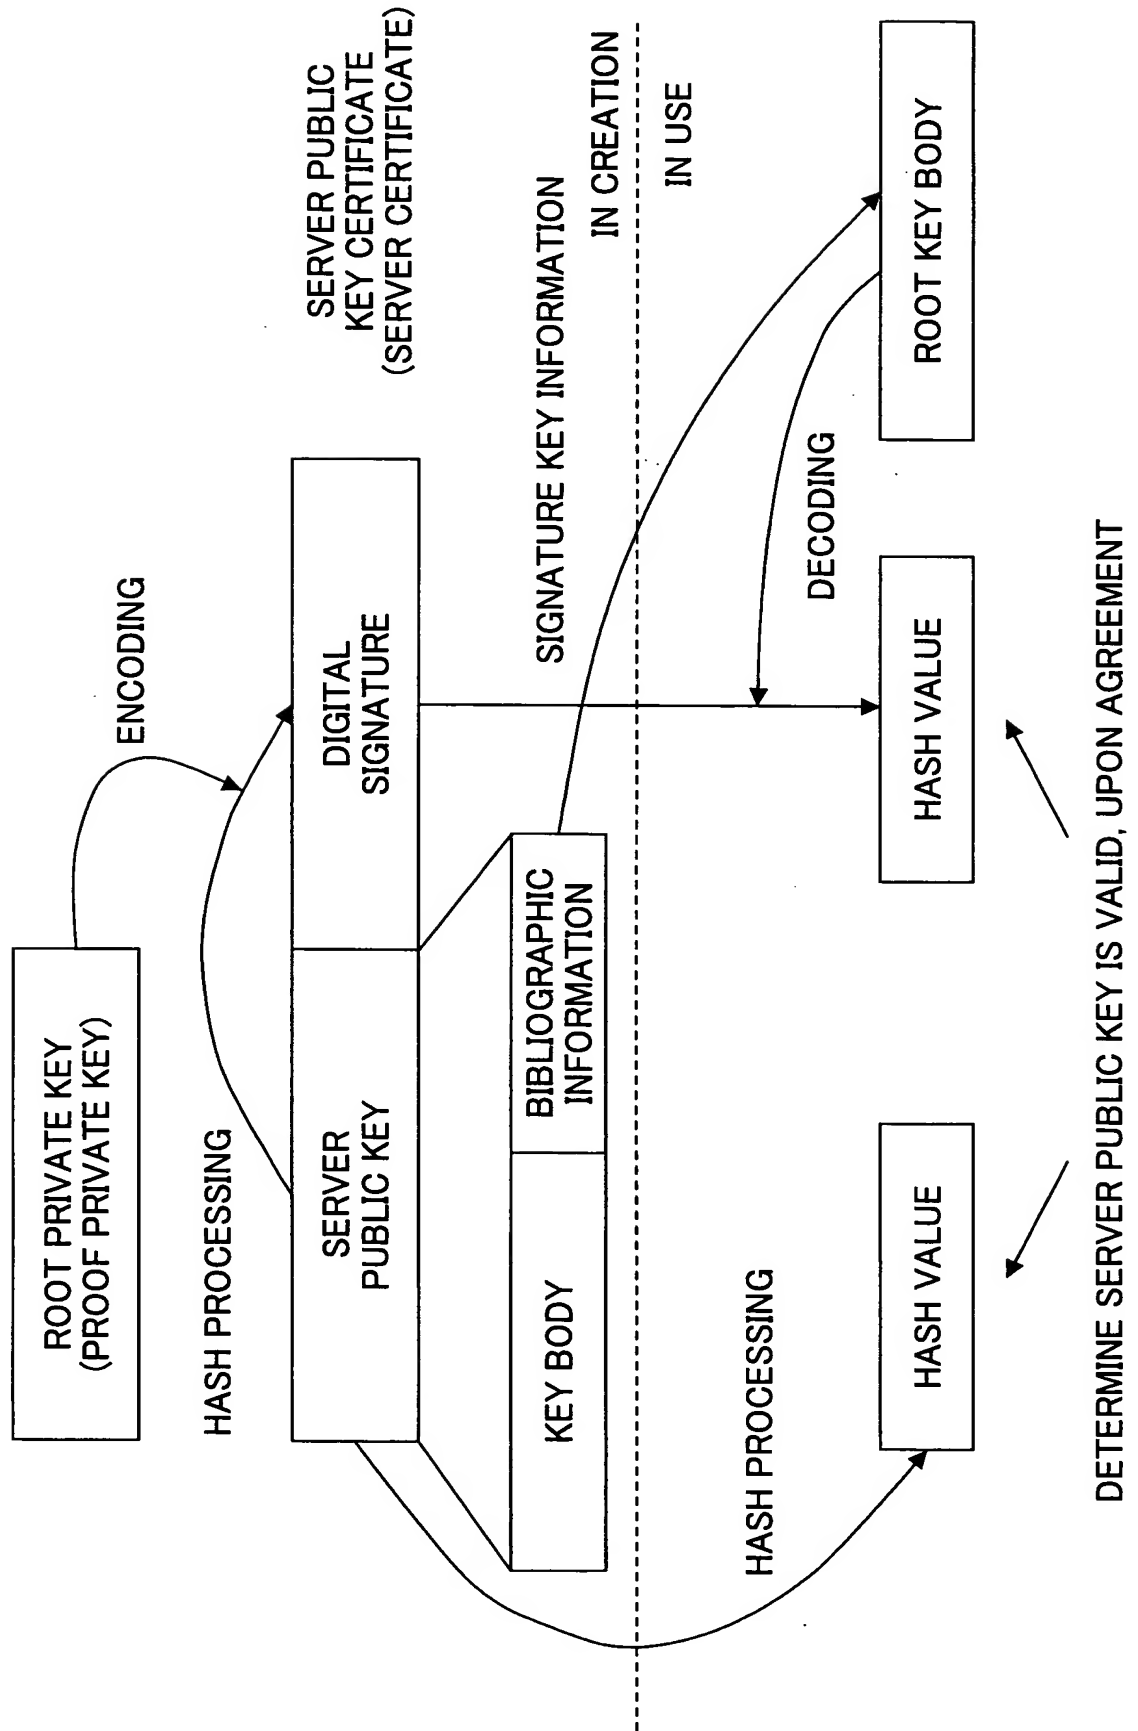 ROOT PRIVATE KEY
(PROOF PRIVATE KEY)
ENCODING
HASH PROCESSING
SERVER
PUBLIC KEY
DIGITAL
SIGNATURE
SERVER PUBLIC
KEY CERTIFICATE
(SERVER CERTIFICATE)
KEY BODY
BIBLIOGRAPHIC
INFORMATION
SIGNATURE KEY INFORMATION
IN CREATION
IN USE
HASH PROCESSING
DECODING
HASH VALUE
HASH VALUE
ROOT KEY BODY
DETERMINE SERVER PUBLIC KEY IS VALID, UPON AGREEMENT